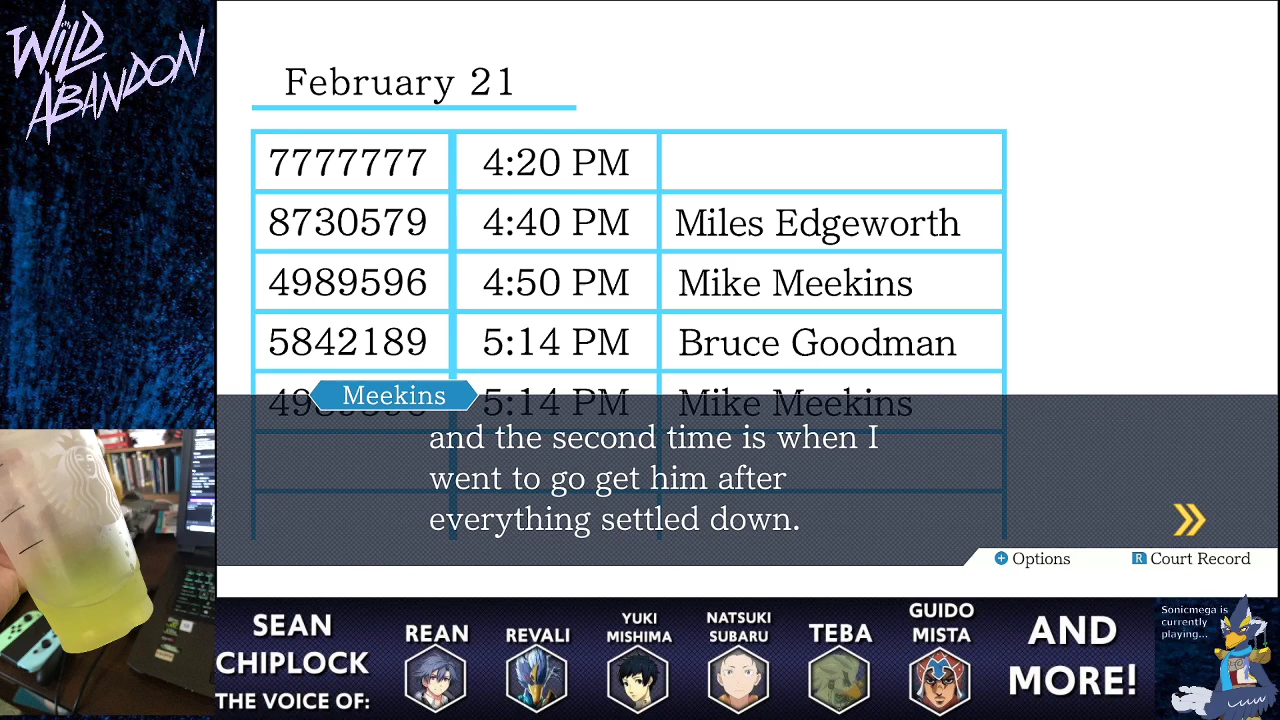 WILD
ABANDON
February 21
7777777 4:20 PM
8730579 4:40 PM Miles Edgeworth
4989596 4:50 PM Mike Meekins
5842189 5:14 PM Bruce Goodman
4989596 5:14 PM Mike Meekins
Meekins
and the second time is when I
went to go get him after
everything settled down.
+ Options
R Court Record
SEAN
CHIPLOCK
THE VOICE OF:
REAN
REVALI
YUKI
MISHIMA
NATSUKI
SUBARU
TEBA
GUIDO
MISTA
AND
MORE!
Sonicmega is
currently
playing...